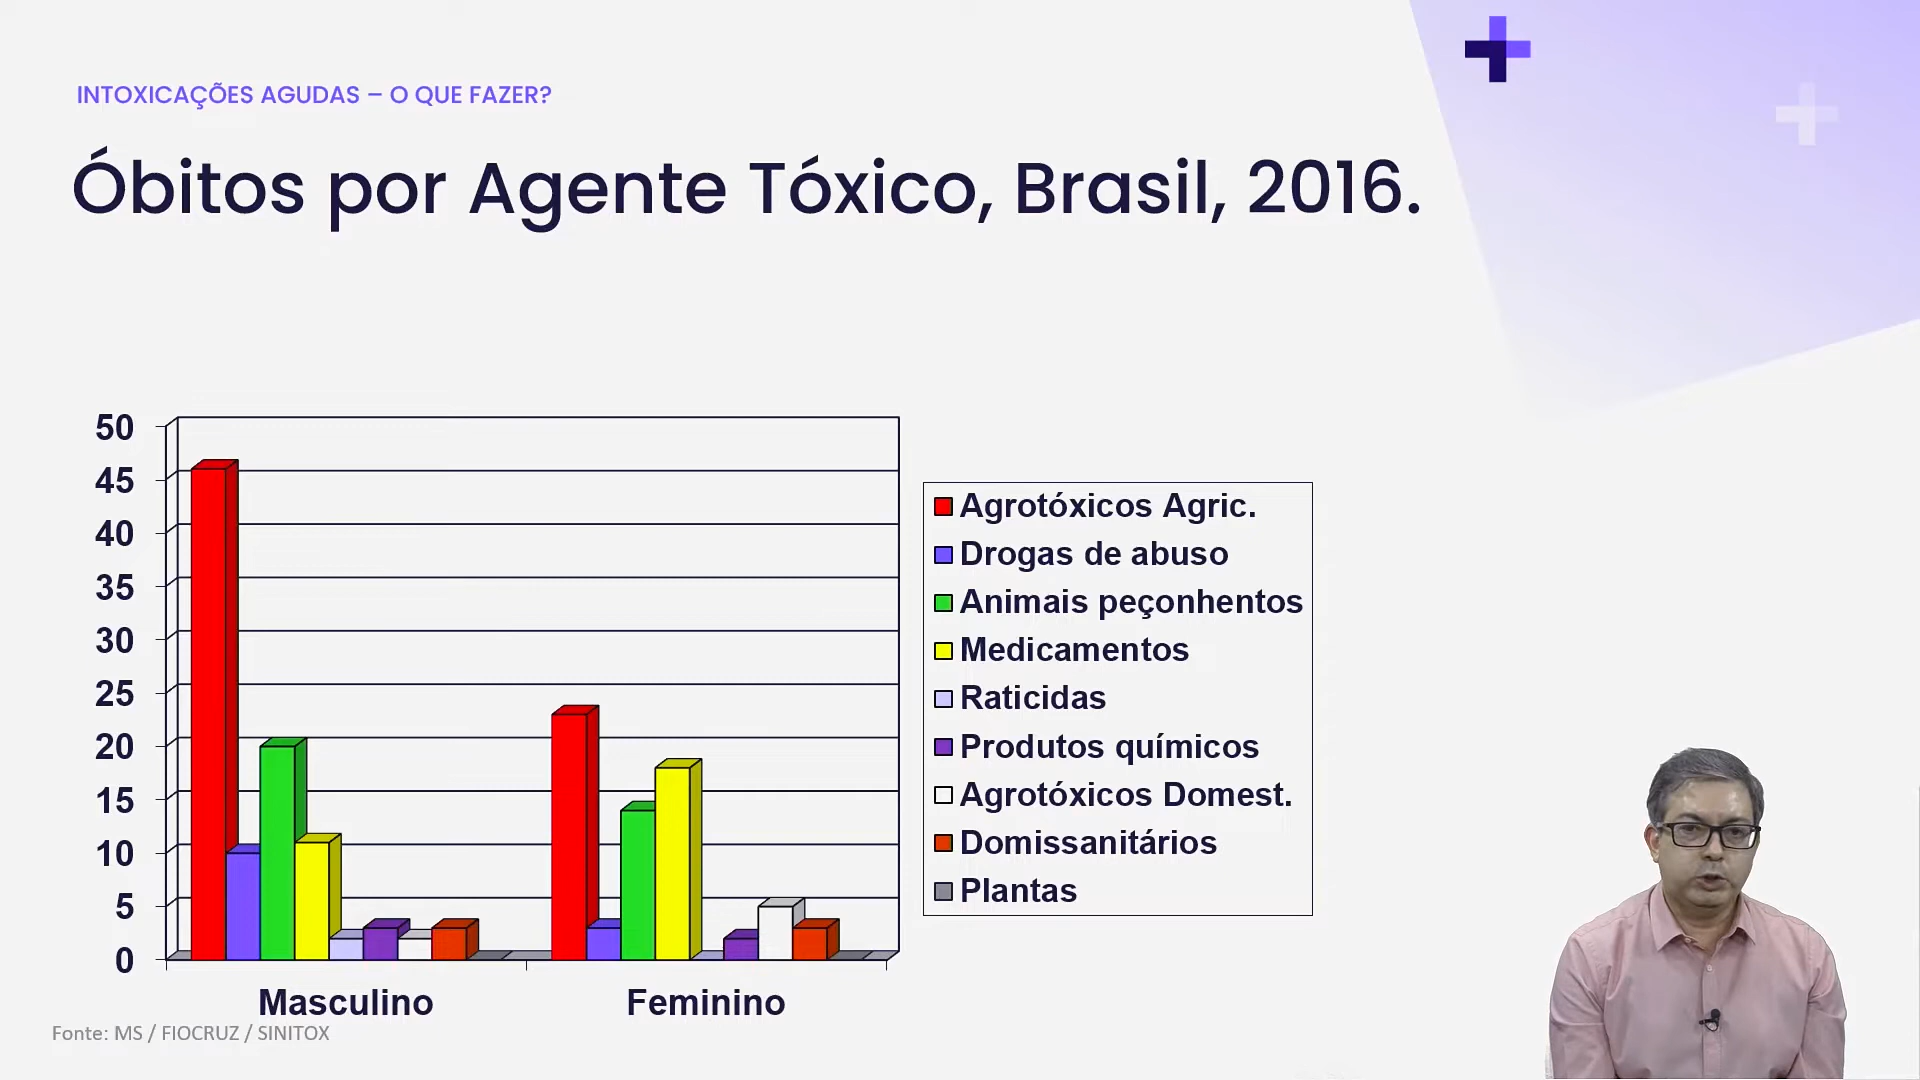 INTOXICAÇÕES AGUDAS – O QUE FAZER?
Óbitos por Agente Tóxico, Brasil, 2016.
50
45
40
35
30
25
20
15
10
5
0
Masculino
Feminino
Agrotóxicos Agric.
Drogas de abuso
Animais peçonhentos
Medicamentos
Raticidas
Produtos químicos
Agrotóxicos Domest.
Domissanitários
Plantas
Fonte: MS / FIOCRUZ / SINITOX